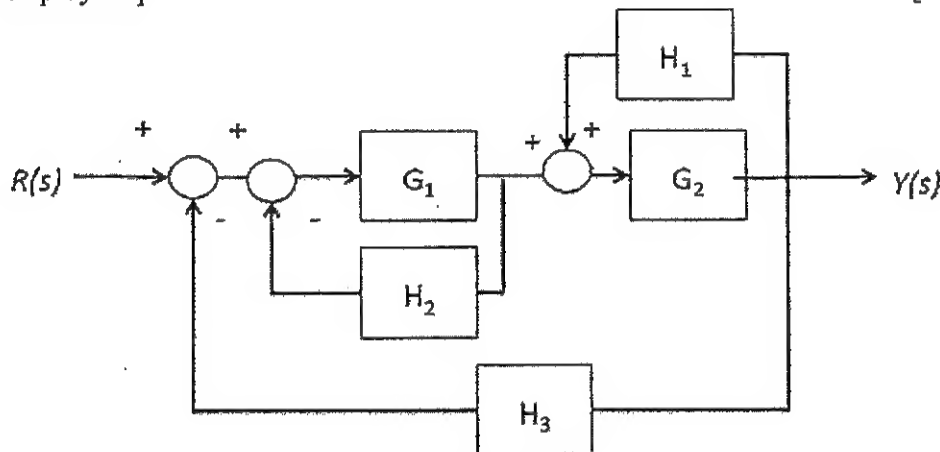 H₁
+ + + +
R(s) G₁ G₂ Y(s)
- -
H₂
H₃